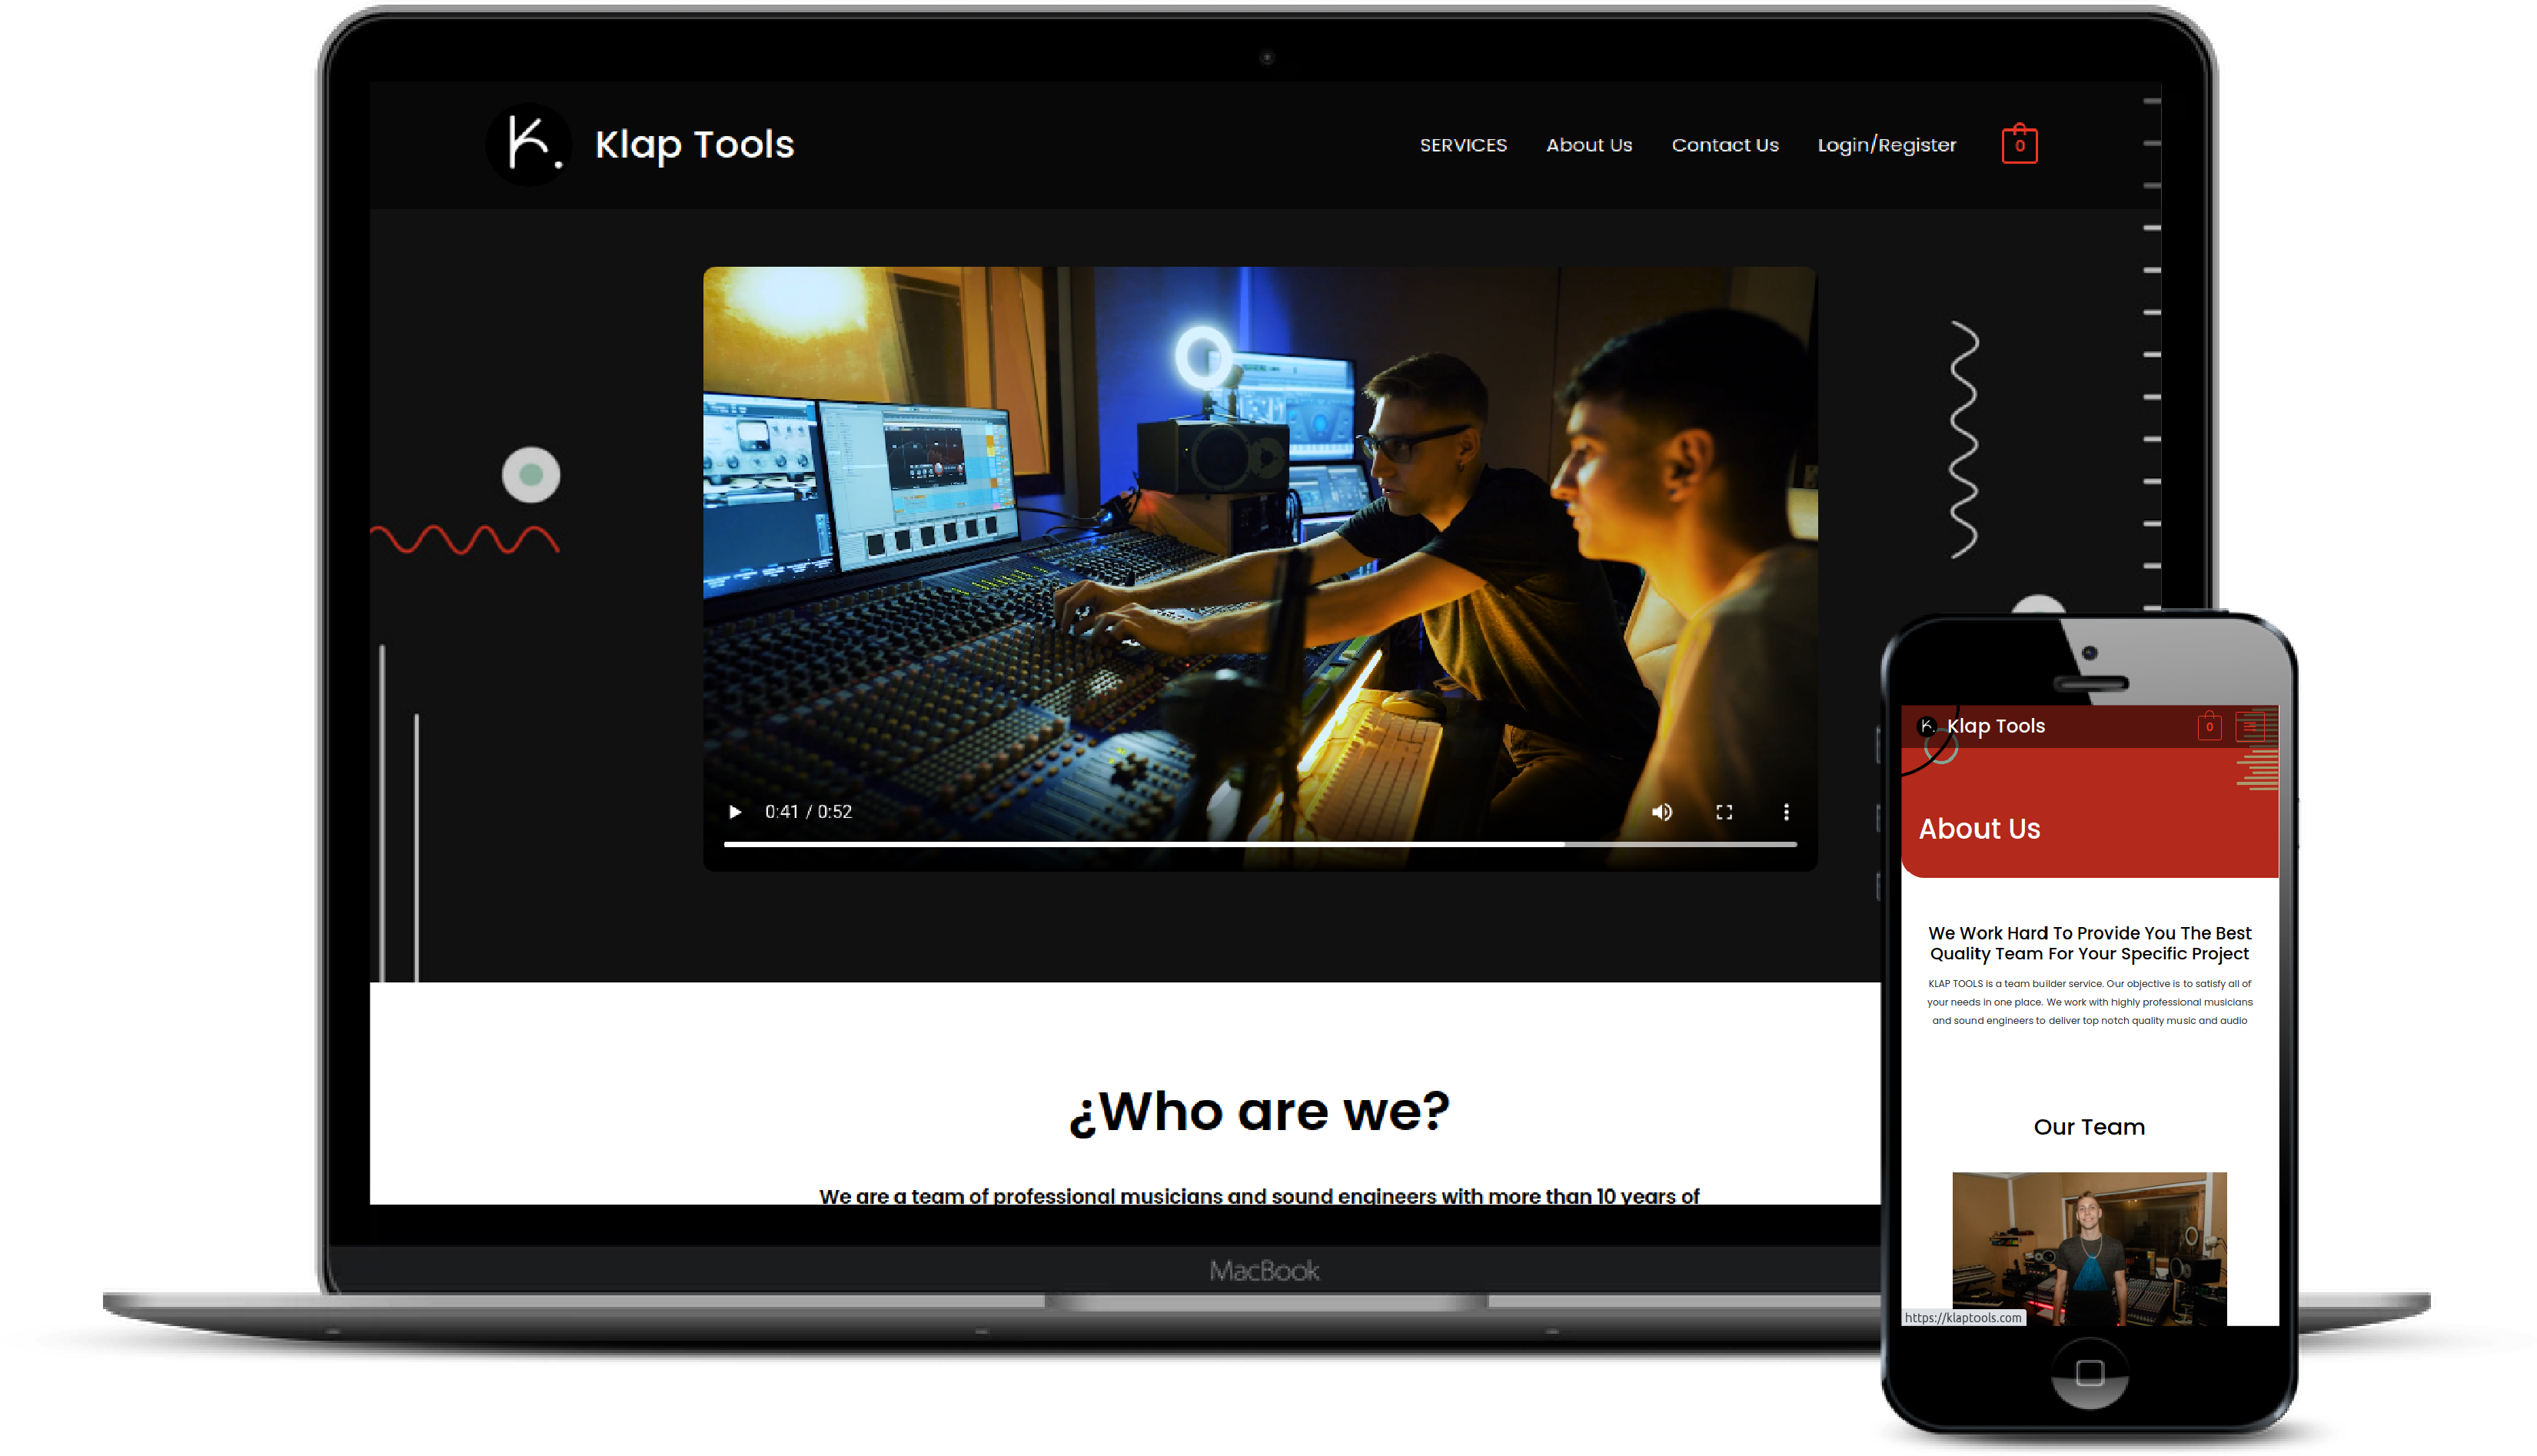 K.
Klap Tools
SERVICES
About Us
Contact Us
Login/Register
0
0:41 / 0:52
¿Who are we?
We are a team of professional musicians and sound engineers with more than 10 years of
MacBook
K.
Klap Tools
0
About Us
We Work Hard To Provide You The Best
Quality Team For Your Specific Project
KLAP TOOLS is a team builder service. Our objective is to satisfy all of
your needs in one place. We work with highly professional musicians
and sound engineers to deliver top notch quality music and audio
Our Team
https://klaptools.com